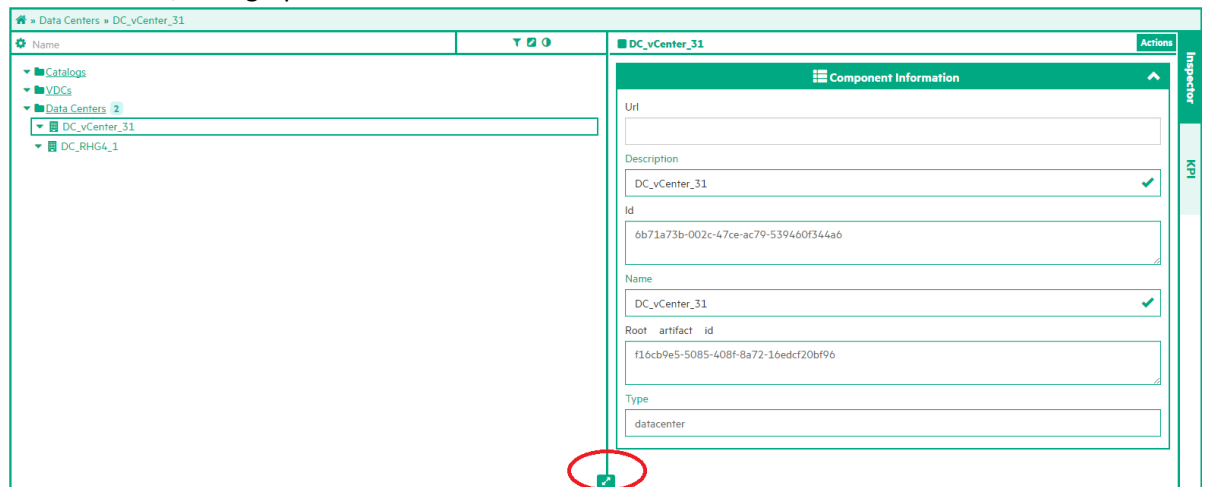 » Data Centers » DC_vCenter_31
Name
Catalogs
VDCs
Data Centers 2
DC_vCenter_31
DC_RHG4_1
DC_vCenter_31
Actions
Component Information
Url
Description
DC_vCenter_31
Id
6b71a73b-002c-47ce-ac79-539460f344a6
Name
DC_vCenter_31
Root artifact id
f16cb9e5-5085-408f-8a72-16edcf20bf96
Type
datacenter
Inspector
KPI